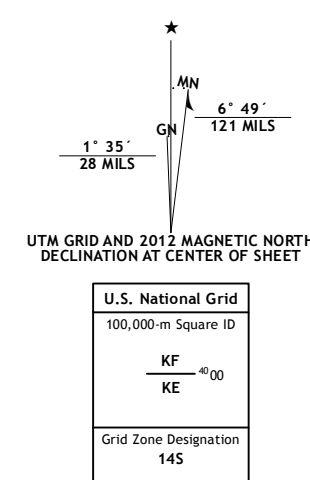 ★
MN
GN
6° 49´
121 MILS
1° 35´
28 MILS
UTM GRID AND 2012 MAGNETIC NORTH
DECLINATION AT CENTER OF SHEET
U.S. National Grid
100,000-m Square ID
KF
4000
KE
Grid Zone Designation
14S